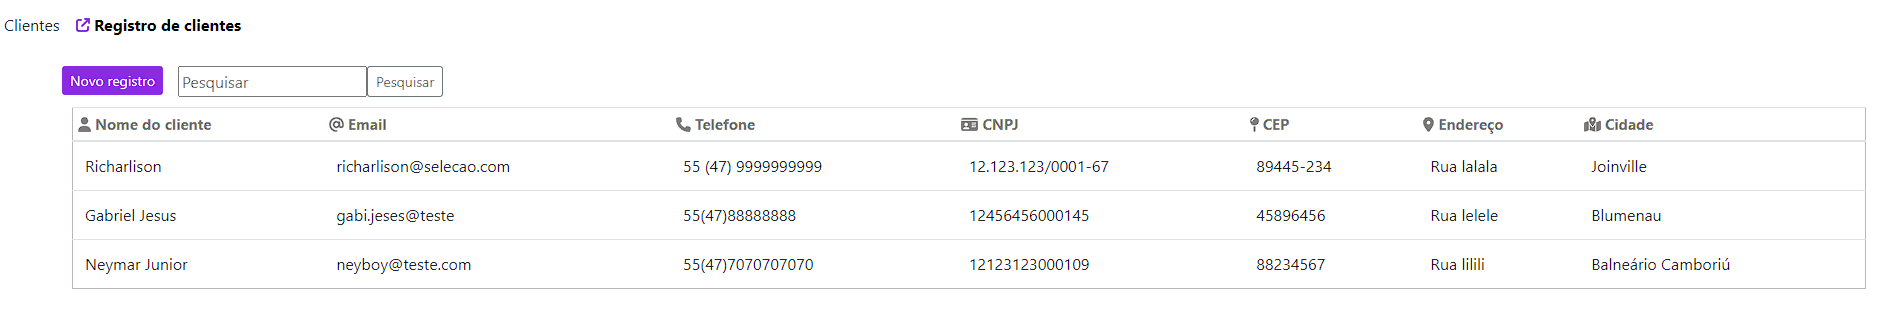 Clientes Registro de clientes
Novo registro Pesquisar Pesquisar
Nome do cliente Email Telefone CNPJ CEP Endereço Cidade
Richarlison richarlison@selecao.com 55 (47) 9999999999 12.123.123/0001-67 89445-234 Rua lalala Joinville
Gabriel Jesus gabi.jeses@teste 55(47)88888888 12456456000145 45896456 Rua lelele Blumenau
Neymar Junior neyboy@teste.com 55(47)7070707070 12123123000109 88234567 Rua lilili Balneário Camboriú